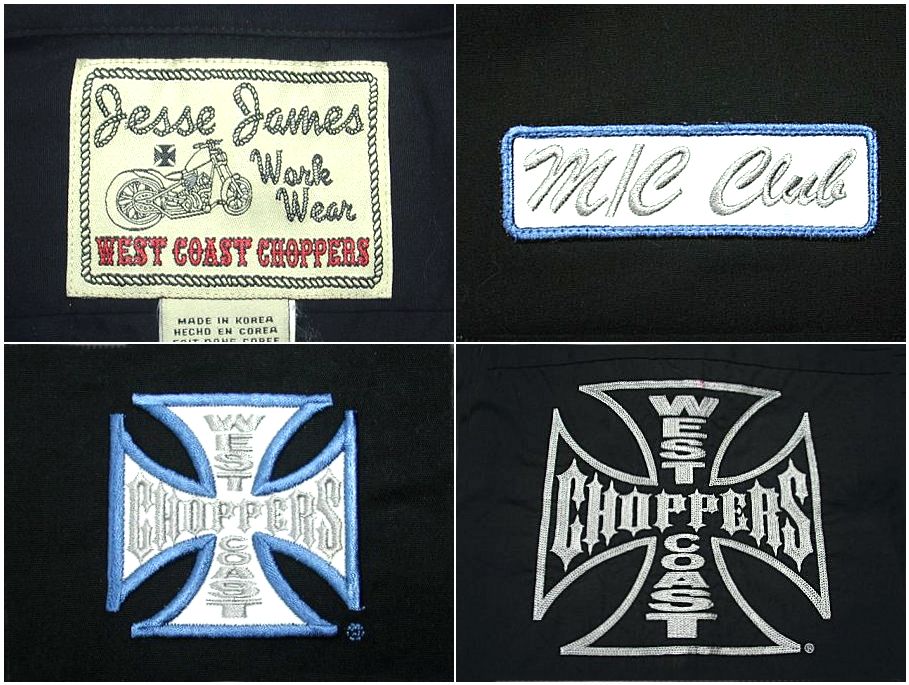 Jesse James
Work
Wear
WEST COAST CHOPPERS
MADE IN KOREA
HECHO EN COREA
M/C Club
WEST
CHOPPERS
COAST
®
WEST
CHOPPERS
COAST
®